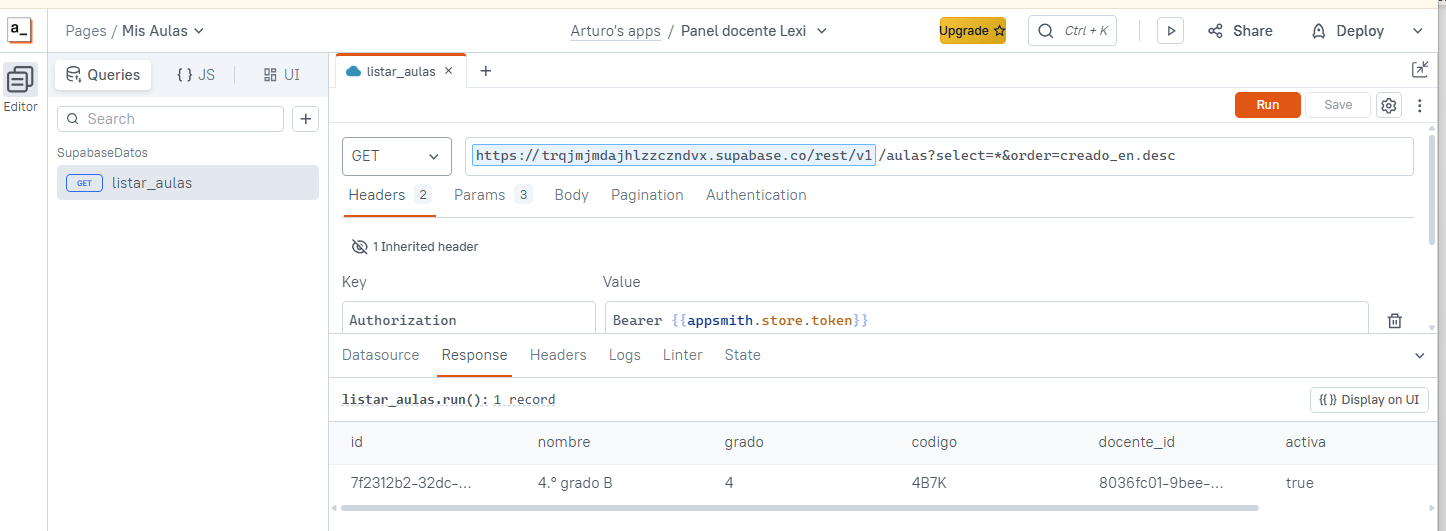 a_
Pages / Mis Aulas
Arturo's apps / Panel docente Lexi
Upgrade
Ctrl + K
Share
Deploy
Editor
Queries
{ } JS
UI
Search
SupabaseDatos
GET listar_aulas
listar_aulas
Run
Save
GET
https://trqjmjmdajhlzzczndvx.supabase.co/rest/v1/aulas?select=*&order=creado_en.desc
Headers 2
Params 3
Body
Pagination
Authentication
1 Inherited header
Key Value
Authorization Bearer {{appsmith.store.token}}
Datasource Response Headers Logs Linter State
listar_aulas.run(): 1 record
{{ }} Display on UI
id nombre grado codigo docente_id activa
7f2312b2-32dc-... 4.° grado B 4 4B7K 8036fc01-9bee-... true